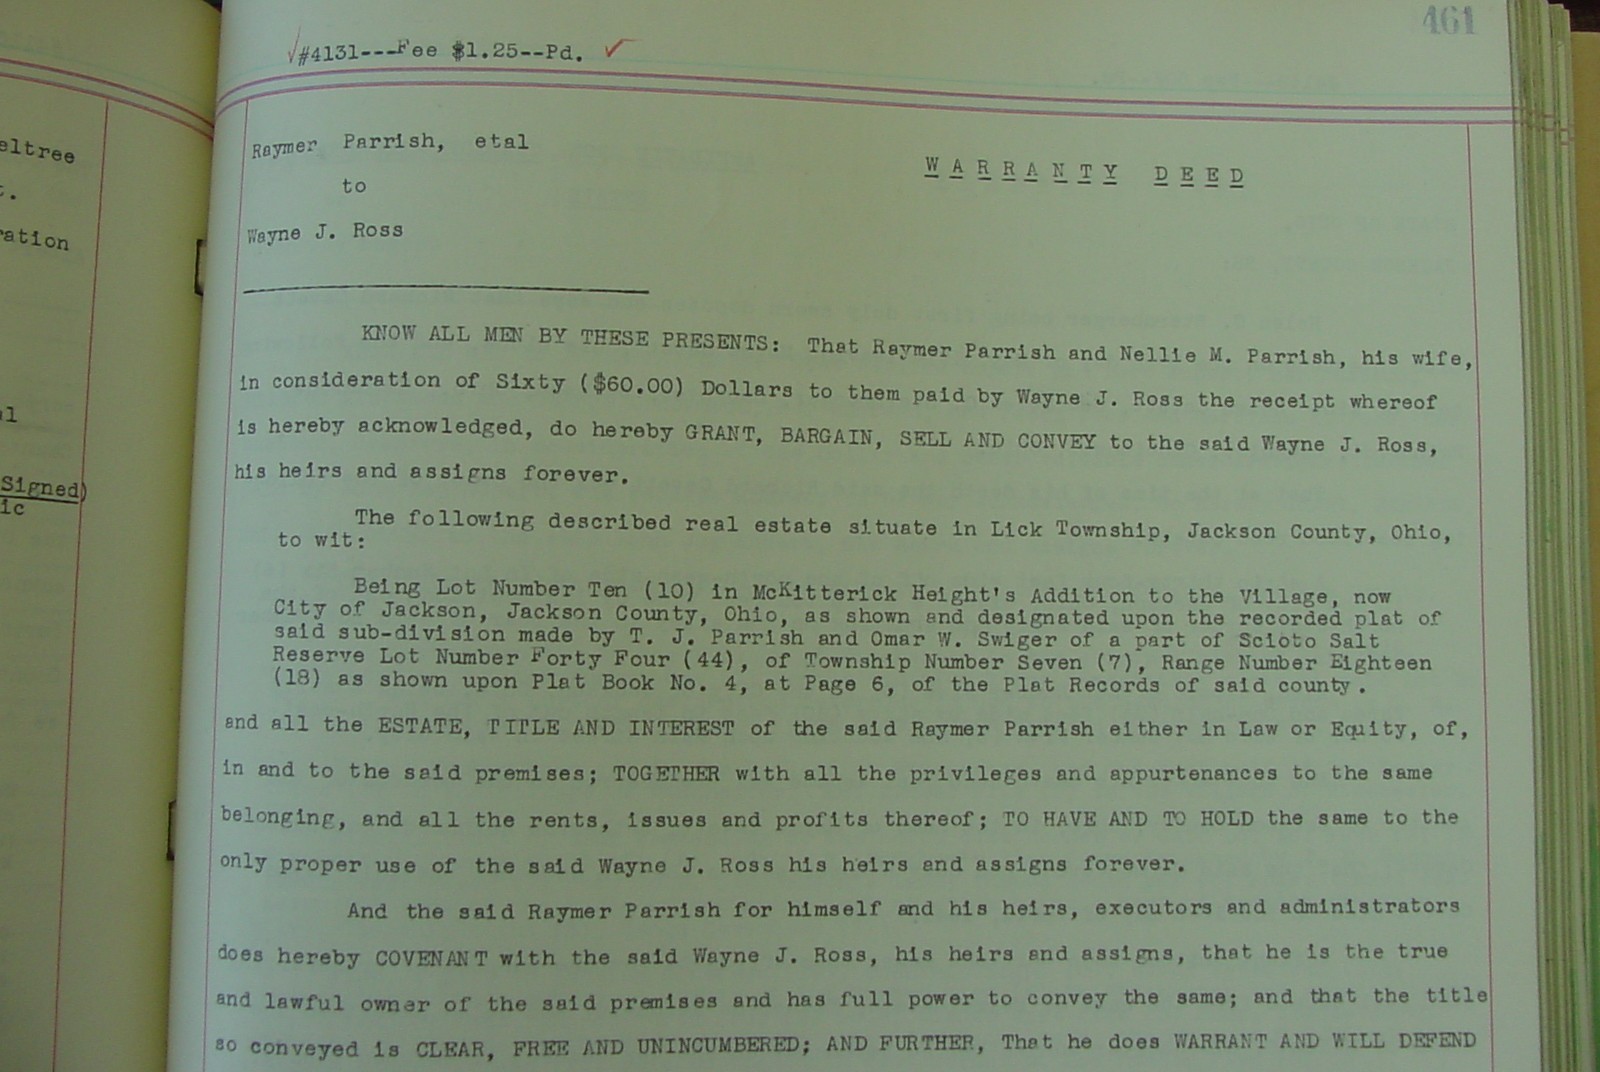 461
#4131---Fee $1.25--Pd.
eltree
ration
Signed)
ic
Raymer Parrish, etal
to
Wayne J. Ross
WARRANTY DEED
KNOW ALL MEN BY THESE PRESENTS: That Raymer Parrish and Nellie M. Parrish, his wife,
in consideration of Sixty ($60.00) Dollars to them paid by Wayne J. Ross the receipt whereof
is hereby acknowledged, do hereby GRANT, BARGAIN, SELL AND CONVEY to the said Wayne J. Ross,
his heirs and assigns forever.
The following described real estate situate in Lick Township, Jackson County, Ohio,
to wit:
Being Lot Number Ten (10) in McKitterick Height's Addition to the Village, now
City of Jackson, Jackson County, Ohio, as shown and designated upon the recorded plat of
said sub-division made by T. J. Parrish and Omar W. Swiger of a part of Scioto Salt
Reserve Lot Number Forty Four (44), of Township Number Seven (7), Range Number Eighteen
(18) as shown upon Plat Book No. 4, at Page 6, of the Plat Records of said county.
and all the ESTATE, TITLE AND INTEREST of the said Raymer Parrish either in Law or Equity, of,
in and to the said premises; TOGETHER with all the privileges and appurtenances to the same
belonging, and all the rents, issues and profits thereof; TO HAVE AND TO HOLD the same to the
only proper use of the said Wayne J. Ross his heirs and assigns forever.
And the said Raymer Parrish for himself and his heirs, executors and administrators
does hereby COVENANT with the said Wayne J. Ross, his heirs and assigns, that he is the true
and lawful owner of the said premises and has full power to convey the same; and that the title
so conveyed is CLEAR, FREE AND UNINCUMBERED; AND FURTHER, That he does WARRANT AND WILL DEFEND